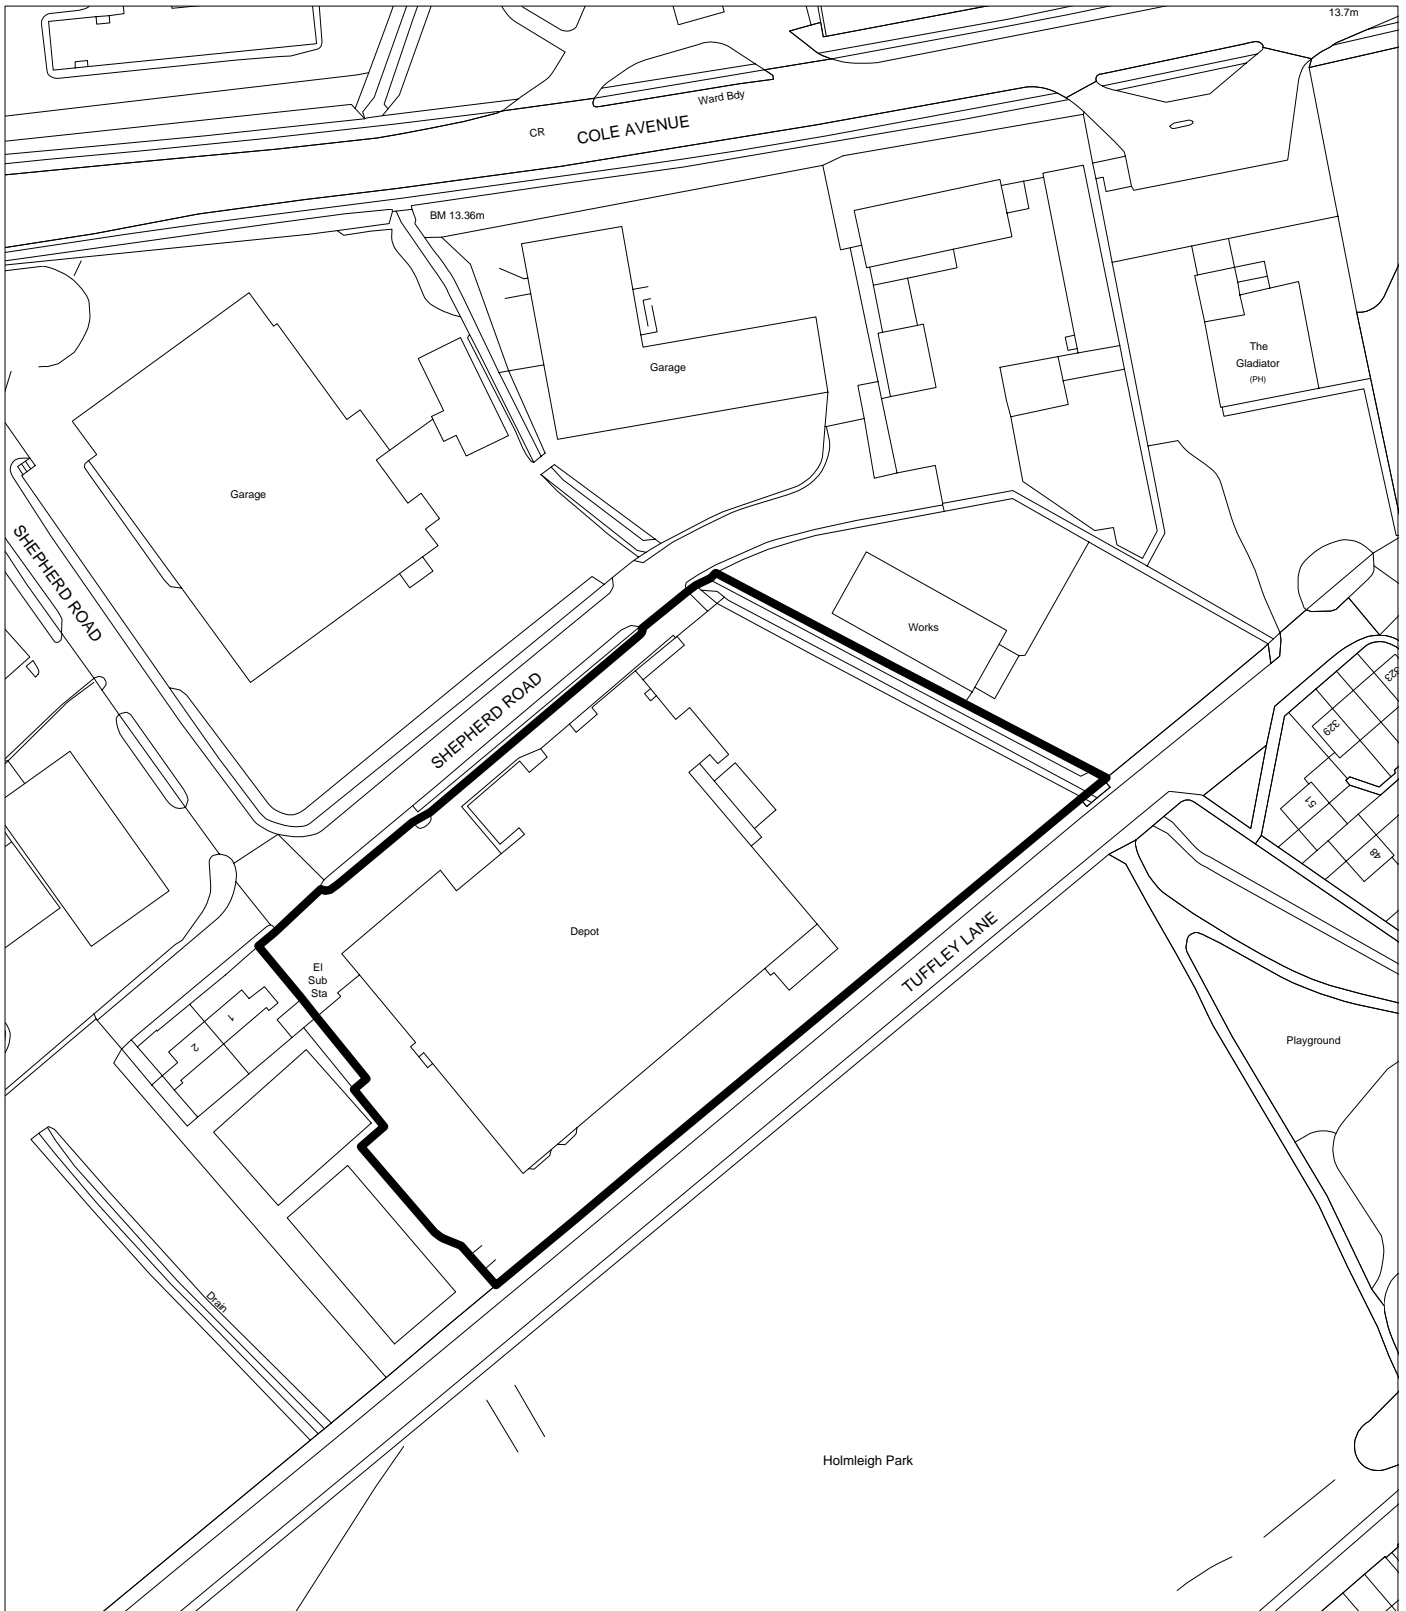 13.7m
Ward Bdy
CR
COLE AVENUE
BM 13.36m
The
Gladiator
(PH)
Garage
Garage
SHEPHERD ROAD
Works
SHEPHERD ROAD
323
329
51
48
Depot
TUFFLEY LANE
El
Sub
Sta
1
2
Playground
Drain
Holmleigh Park